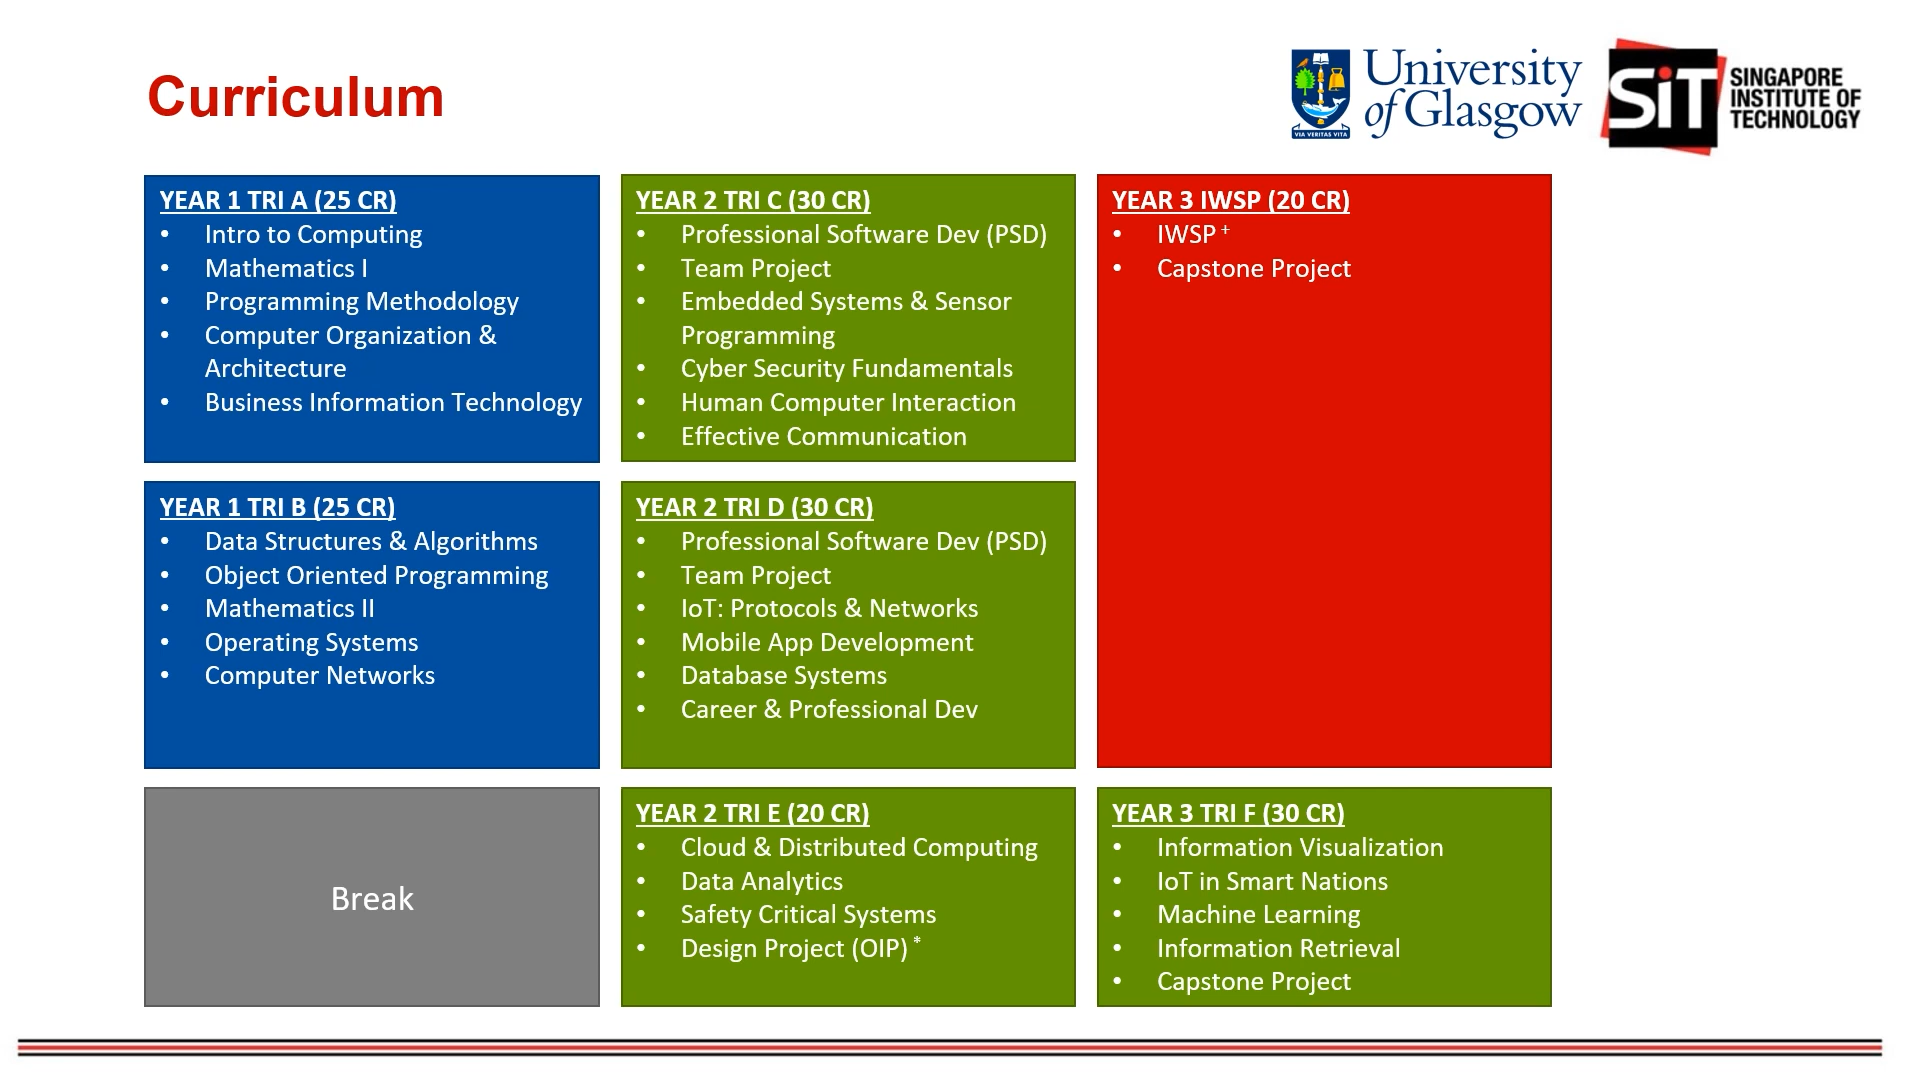 Curriculum
University
of Glasgow
VIA VERITAS VITA
SiT
SINGAPORE
INSTITUTE OF
TECHNOLOGY
YEAR 1 TRI A (25 CR)
• Intro to Computing
• Mathematics I
• Programming Methodology
• Computer Organization &
Architecture
• Business Information Technology
YEAR 2 TRI C (30 CR)
• Professional Software Dev (PSD)
• Team Project
• Embedded Systems & Sensor
Programming
• Cyber Security Fundamentals
• Human Computer Interaction
• Effective Communication
YEAR 3 IWSP (20 CR)
• IWSP +
• Capstone Project
YEAR 1 TRI B (25 CR)
• Data Structures & Algorithms
• Object Oriented Programming
• Mathematics II
• Operating Systems
• Computer Networks
YEAR 2 TRI D (30 CR)
• Professional Software Dev (PSD)
• Team Project
• IoT: Protocols & Networks
• Mobile App Development
• Database Systems
• Career & Professional Dev
Break
YEAR 2 TRI E (20 CR)
• Cloud & Distributed Computing
• Data Analytics
• Safety Critical Systems
• Design Project (OIP) *
YEAR 3 TRI F (30 CR)
• Information Visualization
• IoT in Smart Nations
• Machine Learning
• Information Retrieval
• Capstone Project